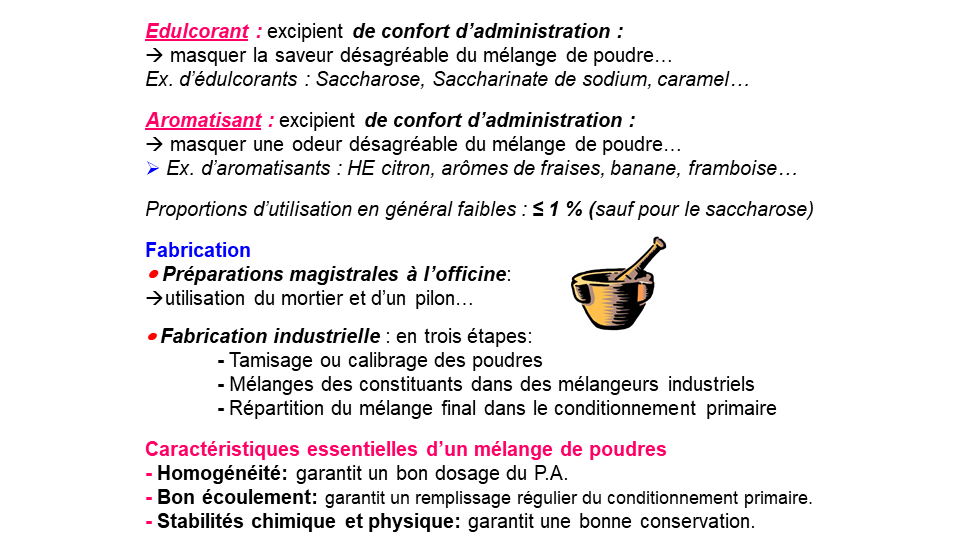 Edulcorant : excipient de confort d’administration :
→ masquer la saveur désagréable du mélange de poudre…
Ex. d’édulcorants : Saccharose, Saccharinate de sodium, caramel…
Aromatisant : excipient de confort d’administration :
→ masquer une odeur désagréable du mélange de poudre…
➢ Ex. d’aromatisants : HE citron, arômes de fraises, banane, framboise…
Proportions d’utilisation en général faibles : ≤ 1 % (sauf pour le saccharose)
Fabrication
● Préparations magistrales à l’officine:
→utilisation du mortier et d’un pilon…
● Fabrication industrielle : en trois étapes:
- Tamisage ou calibrage des poudres
- Mélanges des constituants dans des mélangeurs industriels
- Répartition du mélange final dans le conditionnement primaire
Caractéristiques essentielles d’un mélange de poudres
- Homogénéité: garantit un bon dosage du P.A.
- Bon écoulement: garantit un remplissage régulier du conditionnement primaire.
- Stabilités chimique et physique: garantit une bonne conservation.